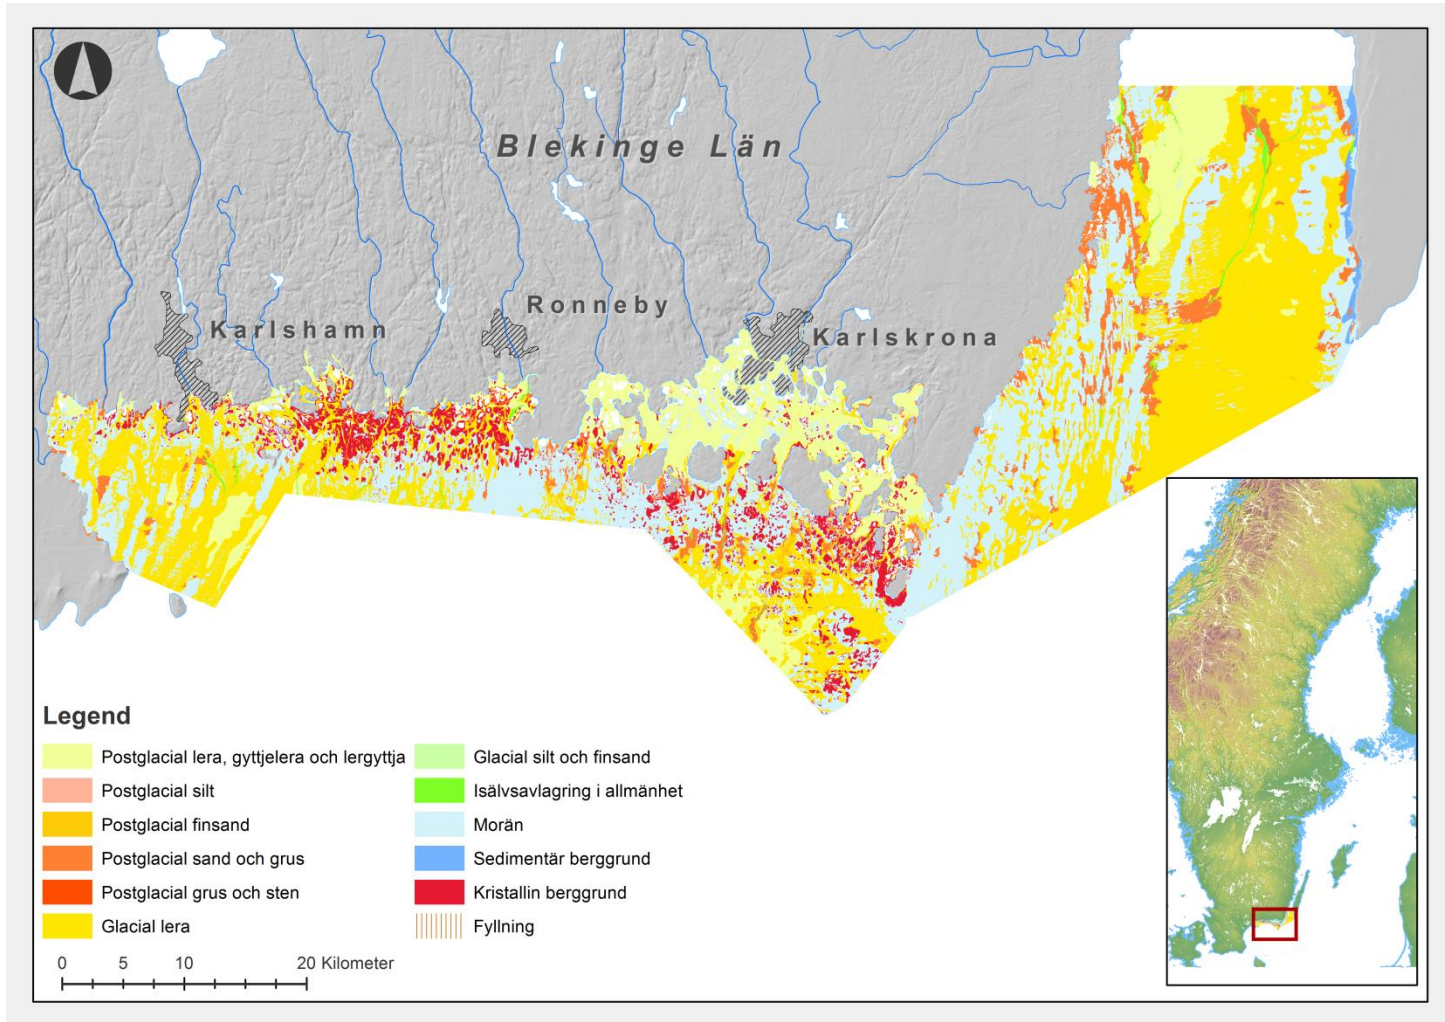 Blekinge Län
Ronneby
Karlshamn
Karlskrona
Legend
Postglacial lera, gyttjelera och lergyttja
Postglacial silt
Postglacial finsand
Postglacial sand och grus
Postglacial grus och sten
Glacial lera
Glacial silt och finsand
Isälvsavlagring i allmänhet
Morän
Sedimentär berggrund
Kristallin berggrund
Fyllning
0 5 10 20 Kilometer